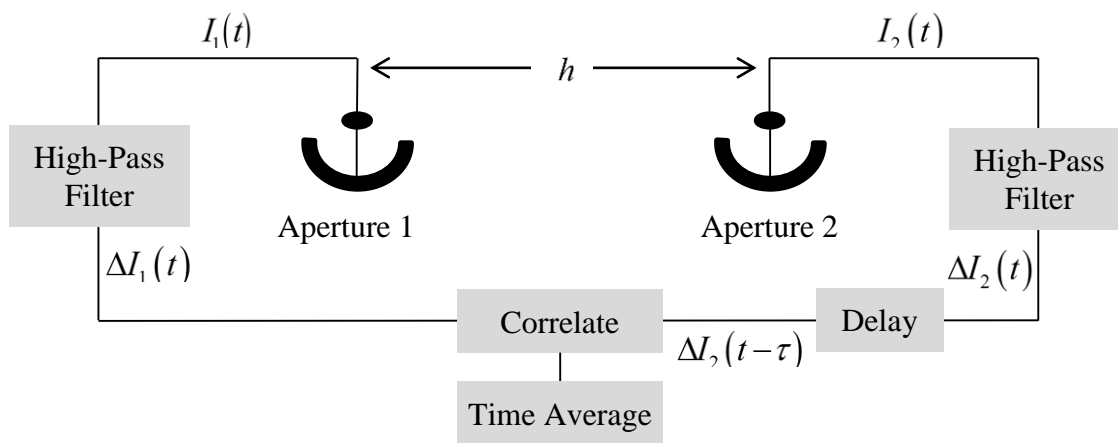 I₁(t)
I₂(t)
h
High-Pass
Filter
High-Pass
Filter
Aperture 1
Aperture 2
ΔI₁(t)
ΔI₂(t)
Correlate
Delay
ΔI₂(t−τ)
Time Average